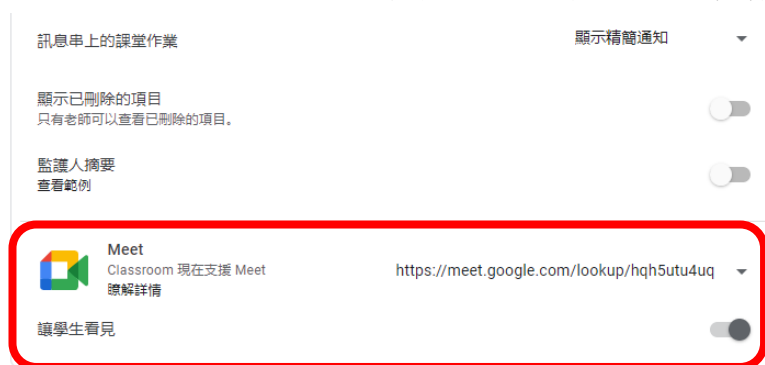 訊息串上的課堂作業 顯示精簡通知
顯示已刪除的項目
只有老師可以查看已刪除的項目。
監護人摘要
查看範例
Meet
Classroom 現在支援 Meet https://meet.google.com/lookup/hqh5utu4uq
瞭解詳情
讓學生看見